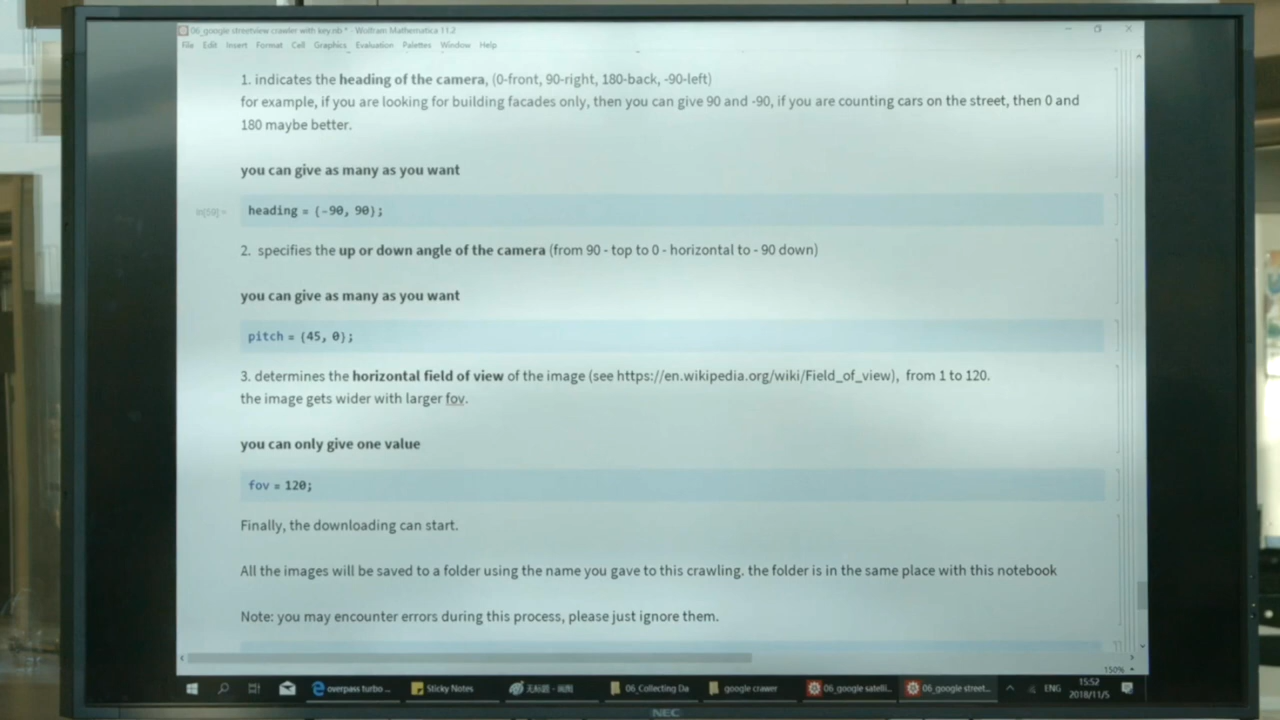 06_google streetview crawler with key.nb * - Wolfram Mathematica 11.2
File Edit Insert Format Cell Graphics Evaluation Palettes Window Help
1. indicates the heading of the camera, (0-front, 90-right, 180-back, -90-left)
for example, if you are looking for building facades only, then you can give 90 and -90, if you are counting cars on the street, then 0 and
180 maybe better.
you can give as many as you want
heading = {-90, 90};
2. specifies the up or down angle of the camera (from 90 - top to 0 - horizontal to - 90 down)
you can give as many as you want
pitch = {45, 0};
3. determines the horizontal field of view of the image (see https://en.wikipedia.org/wiki/Field_of_view), from 1 to 120.
the image gets wider with larger fov.
you can only give one value
fov = 120;
Finally, the downloading can start.
All the images will be saved to a folder using the name you gave to this crawling. the folder is in the same place with this notebook
Note: you may encounter errors during this process, please just ignore them.
150%
overpass turbo ... Sticky Notes 无标题 - 画图 06_Collecting Da google crawer 06_google satelli... 06_google street... ENG 15:52
2018/11/5
NEC